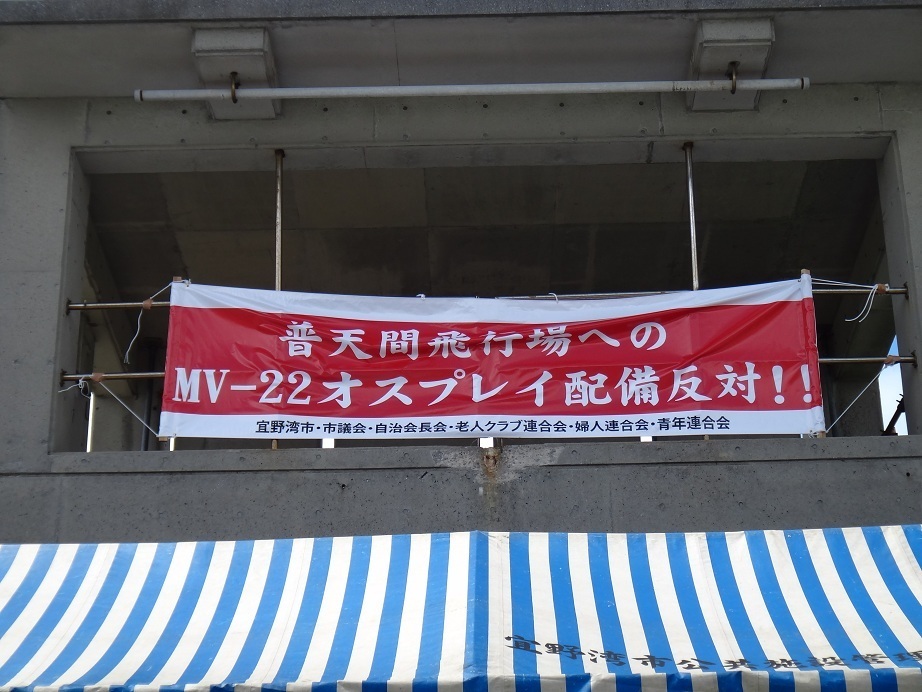 普天間飛行場への
MV-22オスプレイ配備反対!!
宜野湾市・市議会・自治会長会・老人クラブ連合会・婦人連合会・青年連合会
宜野湾市公共施設管理